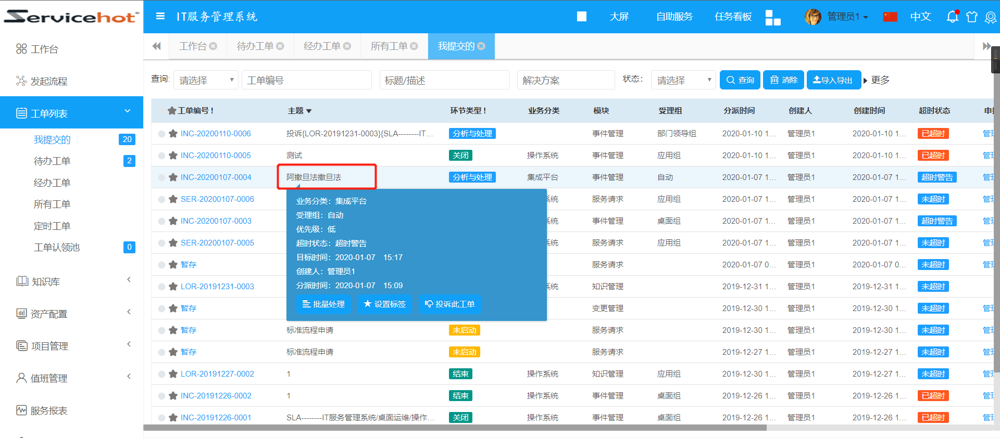 Servicehot
IT服务管理系统
大屏
自助服务
任务看板
管理员1
中文
工作台
待办工单
经办工单
所有工单
我提交的
工作台
发起流程
工单列表
我提交的 20
待办工单 2
经办工单
所有工单
定时工单
工单认领池 0
知识库
资产配置
项目管理
值班管理
服务报表
查询: 请选择 工单编号 标题/描述 解决方案 状态: 请选择 查询 清除 导入导出 更多
工单编号! 主题 环节类型! 业务分类 模块 受理组 分派时间 创建人 创建时间 超时状态
INC-20200110-0006 投诉{LOR-20191231-0003}{SLA--------IT... 分析与处理 事件管理 部门领导组 2020-01-10 1... 管理员1 2020-01-10 1... 已超时
INC-20200110-0005 测试 关闭 操作系统 事件管理 应用组 2020-01-10 1... 管理员1 2020-01-10 1... 已超时
INC-20200107-0004 阿撒旦法撒旦法 分析与处理 集成平台 事件管理 自动 2020-01-07 1... 管理员1 2020-01-07 1... 超时警告
SER-20200107-0006 系统 服务请求 应用组 2020-01-07 1... 管理员1 2020-01-07 1... 未超时
INC-20200107-0003 系统 事件管理 桌面组 2020-01-07 1... 管理员1 2020-01-07 1... 超时警告
SER-20200107-0005 系统 服务请求 应用组 2020-01-07 1... 管理员1 2020-01-07 1... 未超时
暂存 服务请求 2020-01-07 0... 管理员1 2020-01-07 0... 未超时
LOR-20191231-0003 系统 知识管理 2019-12-31 1... 管理员1 2019-12-31 1... 未超时
暂存 变更管理 2019-12-30 1... 管理员1 2019-12-30 1... 未超时
暂存 标准流程申请 未启动 服务请求 2019-12-30 1... 管理员1 2019-12-30 1... 未超时
暂存 标准流程申请 未启动 服务请求 2019-12-27 1... 管理员1 2019-12-27 1... 未超时
LOR-20191227-0002 1 结束 操作系统 知识管理 应用组 2019-12-30 1... 管理员1 2019-12-27 1... 未超时
INC-20191226-0002 1 结束 操作系统 事件管理 桌面组 2019-12-26 1... 管理员1 2019-12-26 1... 已超时
INC-20191226-0001 SLA--------IT服务管理系统/桌面运维/操作... 关闭 操作系统 事件管理 桌面组 2019-12-26 1... 管理员1 2019-12-26 1... 已超时
业务分类: 集成平台
受理组: 自动
优先级: 低
超时状态: 超时警告
目标时间: 2020-01-07 15:17
创建人: 管理员1
分派时间: 2020-01-07 15:09
批量处理 设置标签 投诉此工单